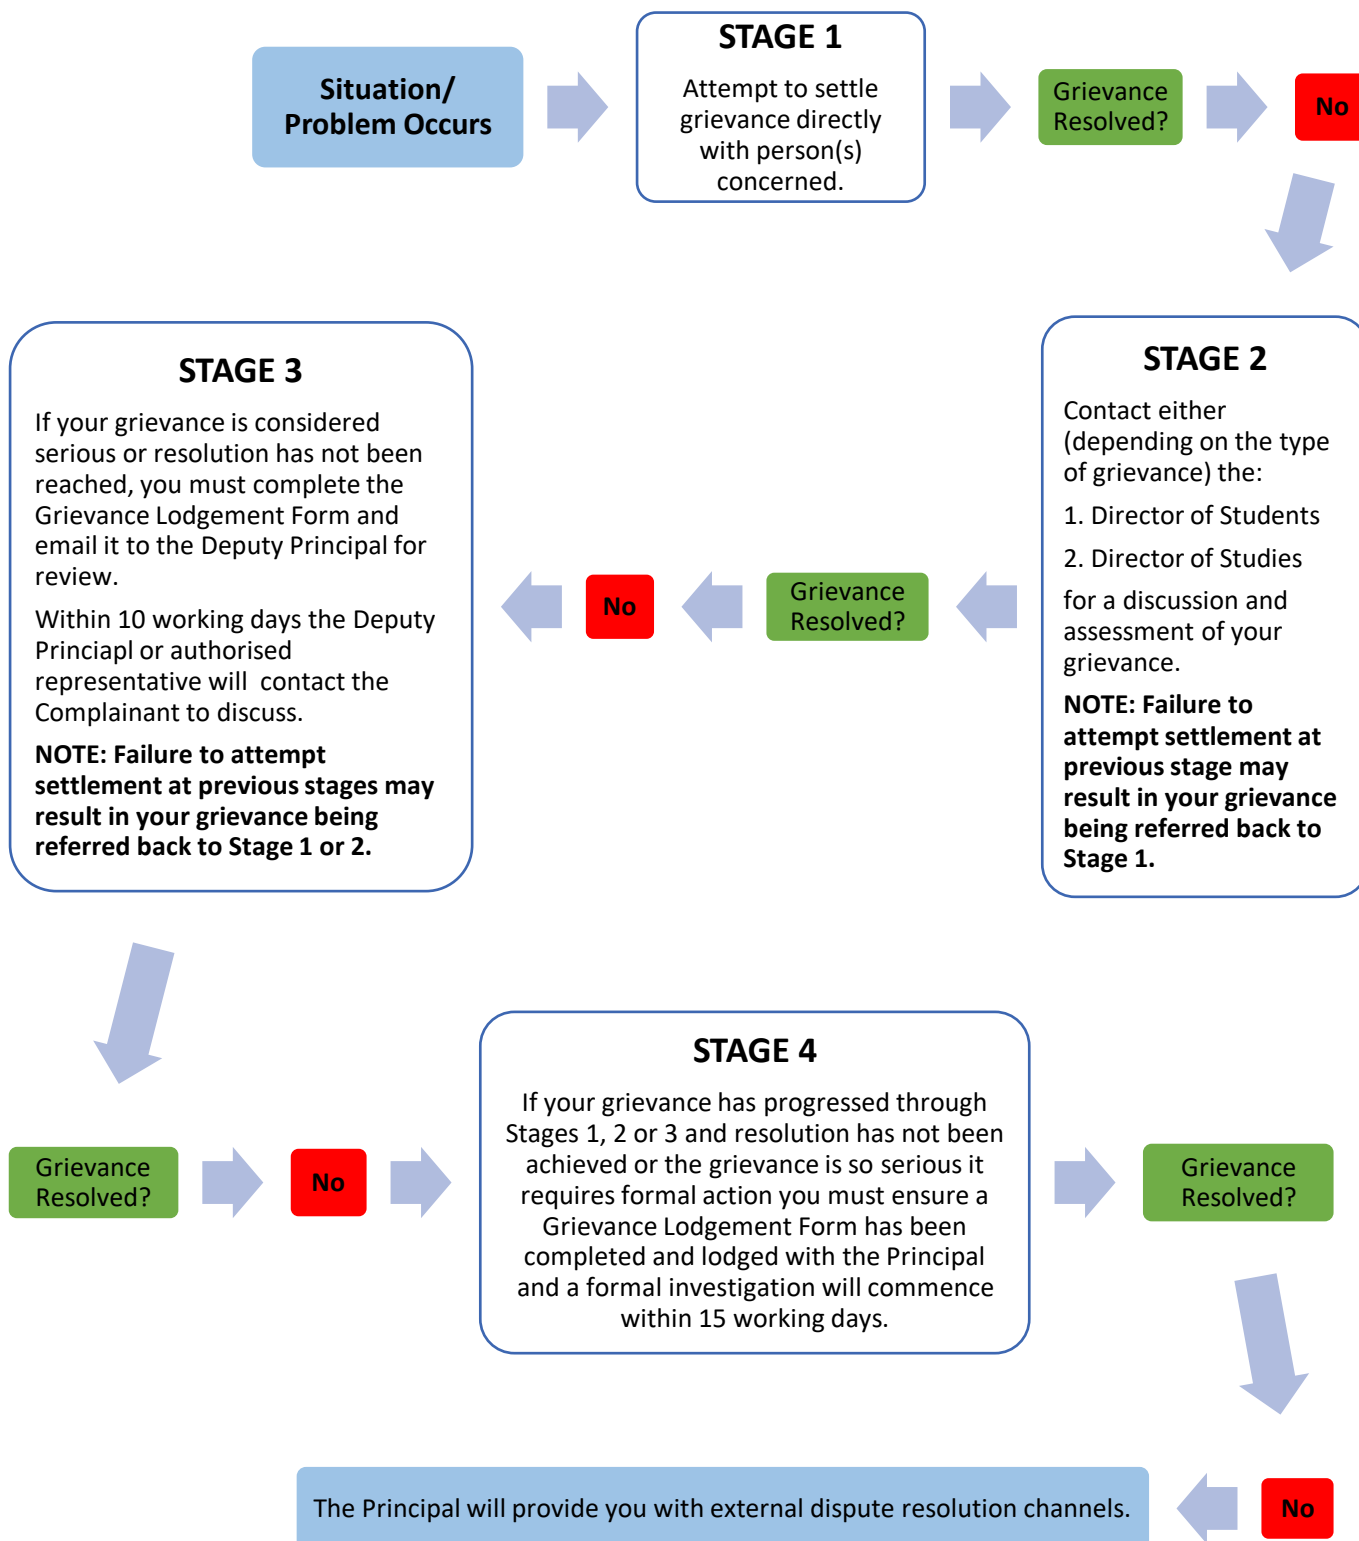 Situation/
Problem Occurs
STAGE 1
Attempt to settle
grievance directly
with person(s)
concerned.
Grievance
Resolved?
No
STAGE 2
Contact either
(depending on the type
of grievance) the:
1. Director of Students
2. Director of Studies
for a discussion and
assessment of your
grievance.
NOTE: Failure to
attempt settlement at
previous stage may
result in your grievance
being referred back to
Stage 1.
Grievance
Resolved?
No
STAGE 3
If your grievance is considered
serious or resolution has not been
reached, you must complete the
Grievance Lodgement Form and
email it to the Deputy Principal for
review.
Within 10 working days the Deputy
Princiapl or authorised
representative will  contact the
Complainant to discuss.
NOTE: Failure to attempt
settlement at previous stages may
result in your grievance being
referred back to Stage 1 or 2.
Grievance
Resolved?
No
STAGE 4
If your grievance has progressed through
Stages 1, 2 or 3 and resolution has not been
achieved or the grievance is so serious it
requires formal action you must ensure a
Grievance Lodgement Form has been
completed and lodged with the Principal
and a formal investigation will commence
within 15 working days.
Grievance
Resolved?
No
The Principal will provide you with external dispute resolution channels.